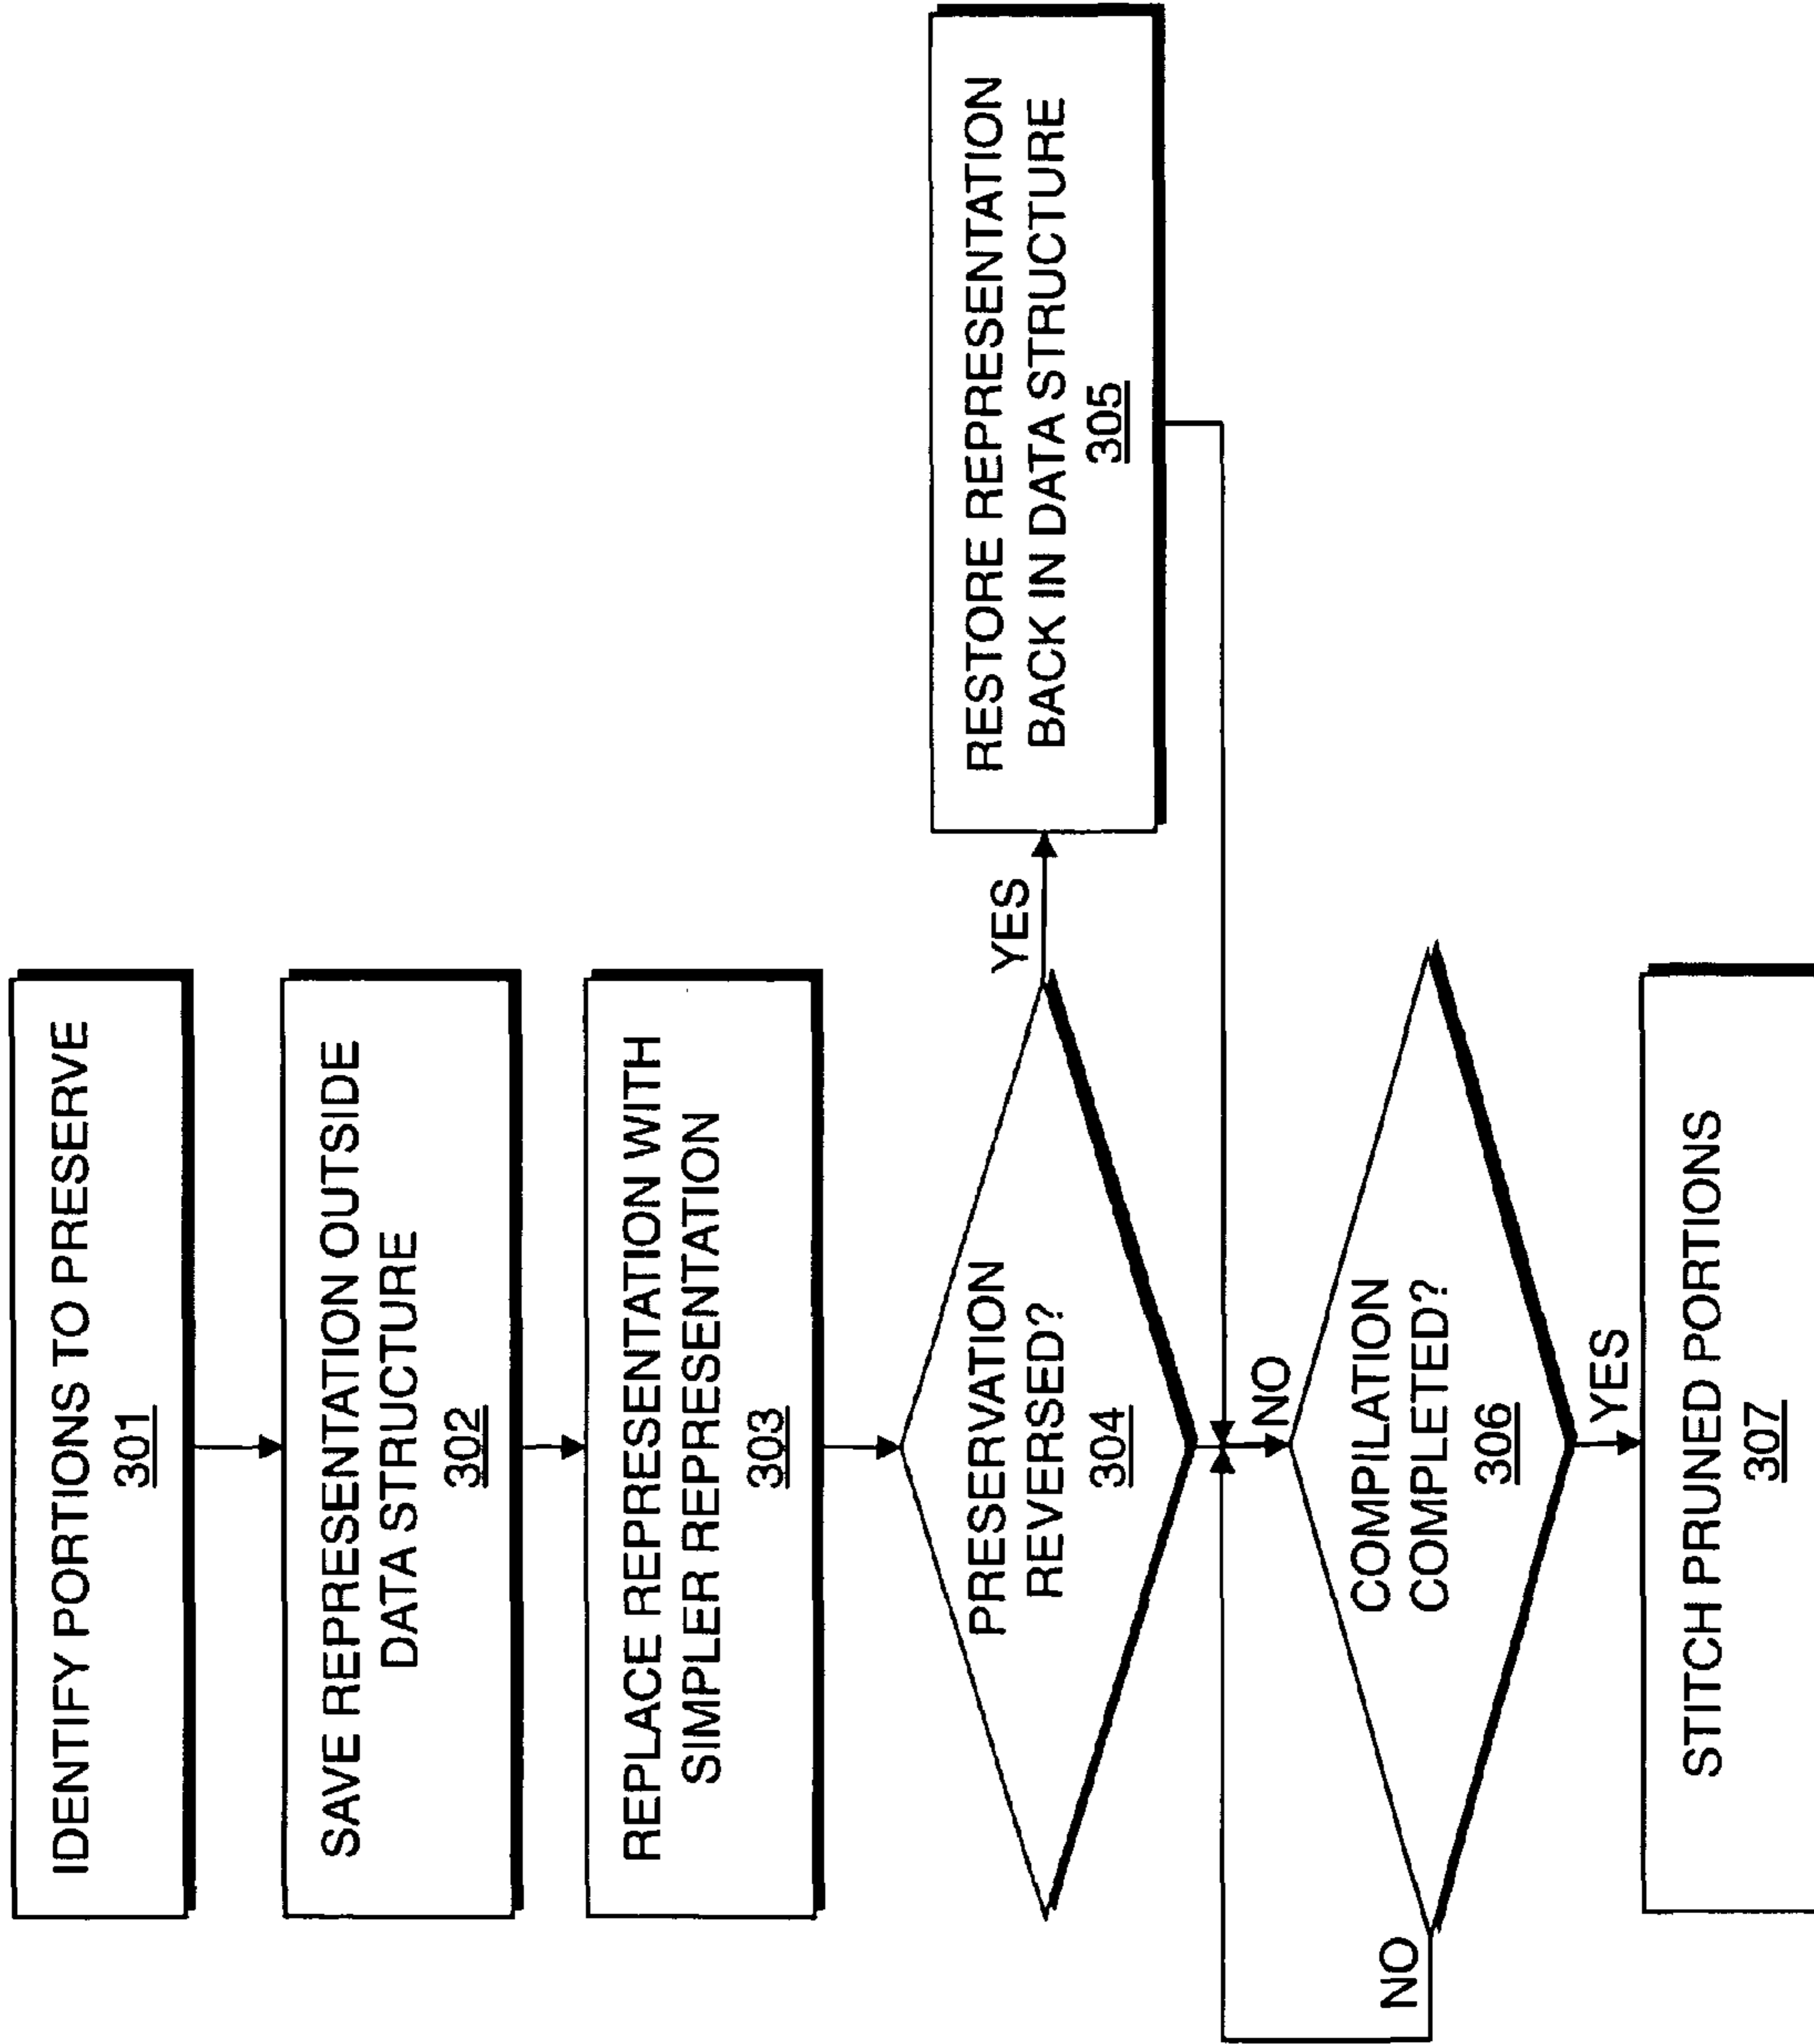 IDENTIFY PORTIONS TO PRESERVE
301
SAVE REPRESENTATION OUTSIDE
DATA STRUCTURE
302
REPLACE REPRESENTATION WITH
SIMPLER REPRESENTATION
303
PRESERVATION
REVERSED?
304
YES
RESTORE REPRESENTATION
BACK IN DATA STRUCTURE
305
NO
COMPILATION
COMPLETED?
306
NO
YES
STITCH PRUNED PORTIONS
307